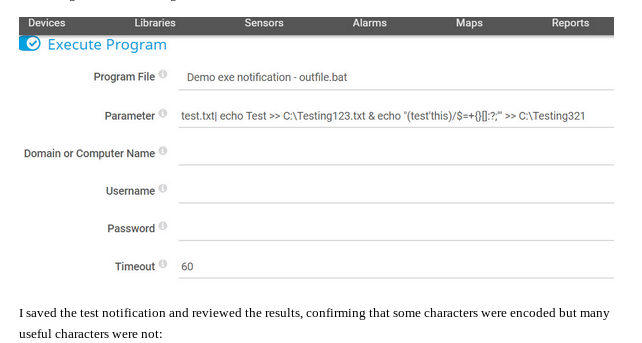 Devices Libraries Sensors Alarms Maps Reports
Execute Program
Program File Demo exe notification - outfile.bat
Parameter test.txt| echo Test >> C:\Testing123.txt & echo "(test'this)/$=+{}[]:?;'" >> C:\Testing321
Domain or Computer Name
Username
Password
Timeout 60
I saved the test notification and reviewed the results, confirming that some characters were encoded but many
useful characters were not: